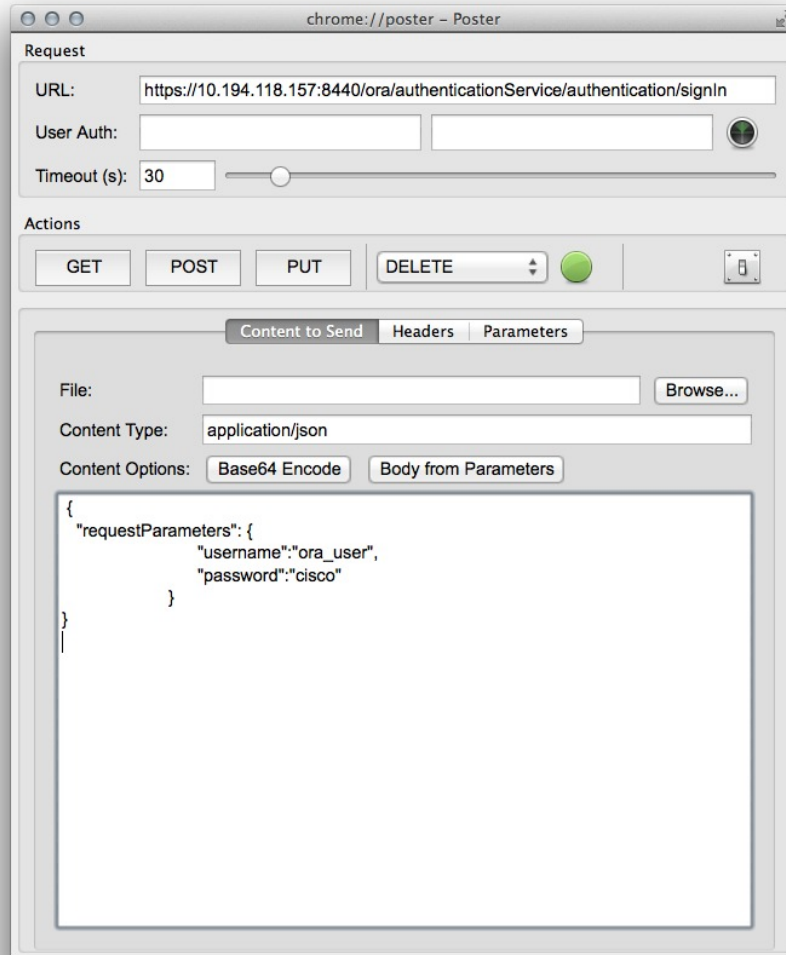 chrome://poster – Poster
Request
URL: https://10.194.118.157:8440/ora/authenticationService/authentication/signIn
User Auth:
Timeout (s): 30
Actions
GET POST PUT DELETE
Content to Send Headers Parameters
File: Browse...
Content Type: application/json
Content Options: Base64 Encode Body from Parameters
{
"requestParameters": {
"username":"ora_user",
"password":"cisco"
}
}